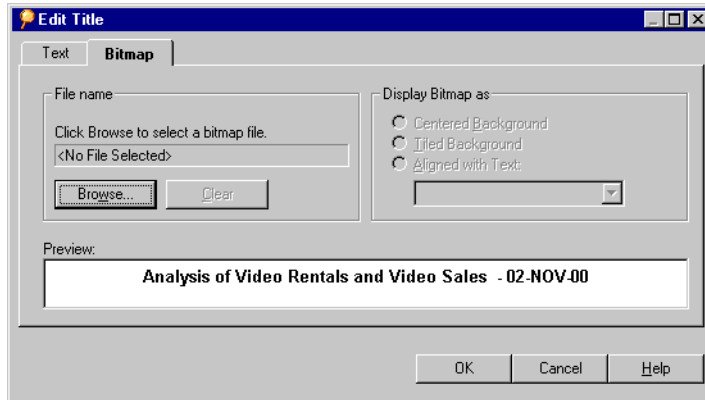 Edit Title
Text Bitmap
File name
Click Browse to select a bitmap file.
<No File Selected>
Browse... Clear
Display Bitmap as
Centered Background
Tiled Background
Aligned with Text:
Preview:
Analysis of Video Rentals and Video Sales - 02-NOV-00
OK Cancel Help